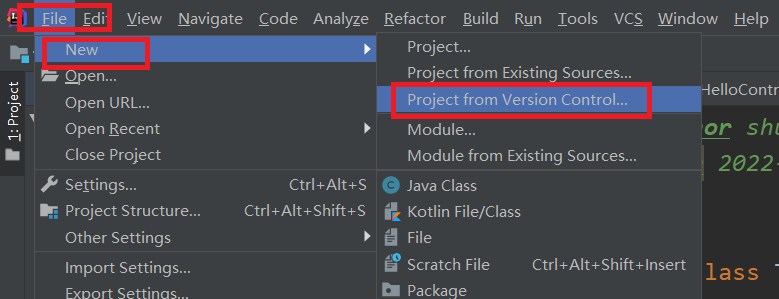 File Edit View Navigate Code Analyze Refactor Build Run Tools VCS Window Help
New
Open...
Open URL...
Open Recent
Close Project
Settings... Ctrl+Alt+S
Project Structure... Ctrl+Alt+Shift+S
Other Settings
Import Settings...
Export Settings...
Project...
Project from Existing Sources...
Project from Version Control...
Module...
Module from Existing Sources...
Java Class
Kotlin File/Class
File
Scratch File Ctrl+Alt+Shift+Insert
Package
1: Project
HelloContr
or shu
2022-
class T